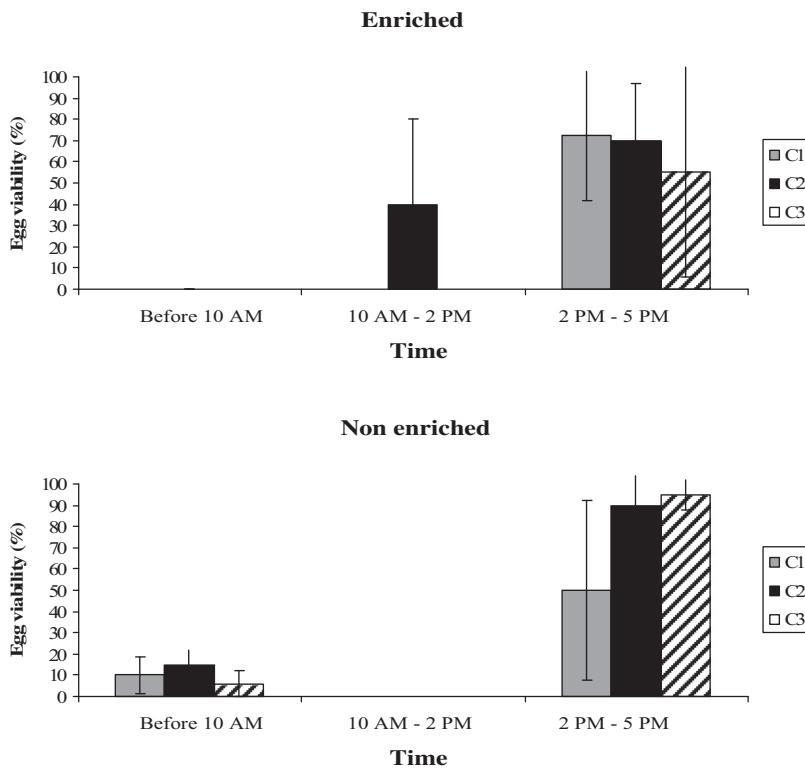 Enriched
Egg viability (%)
100
90
80
70
60
50
40
30
20
10
0
Before 10 AM
10 AM - 2 PM
2 PM - 5 PM
Time
C1
C2
C3
Non enriched
Egg viability (%)
100
90
80
70
60
50
40
30
20
10
0
Before 10 AM
10 AM - 2 PM
2 PM - 5 PM
Time
C1
C2
C3